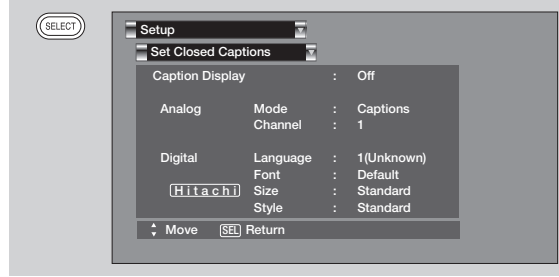 SELECT
Setup
Set Closed Captions
Caption Display : Off
Analog Mode : Captions
Channel : 1
Digital Language : 1(Unknown)
Font : Default
Hitachi Size : Standard
Style : Standard
Move SEL Return